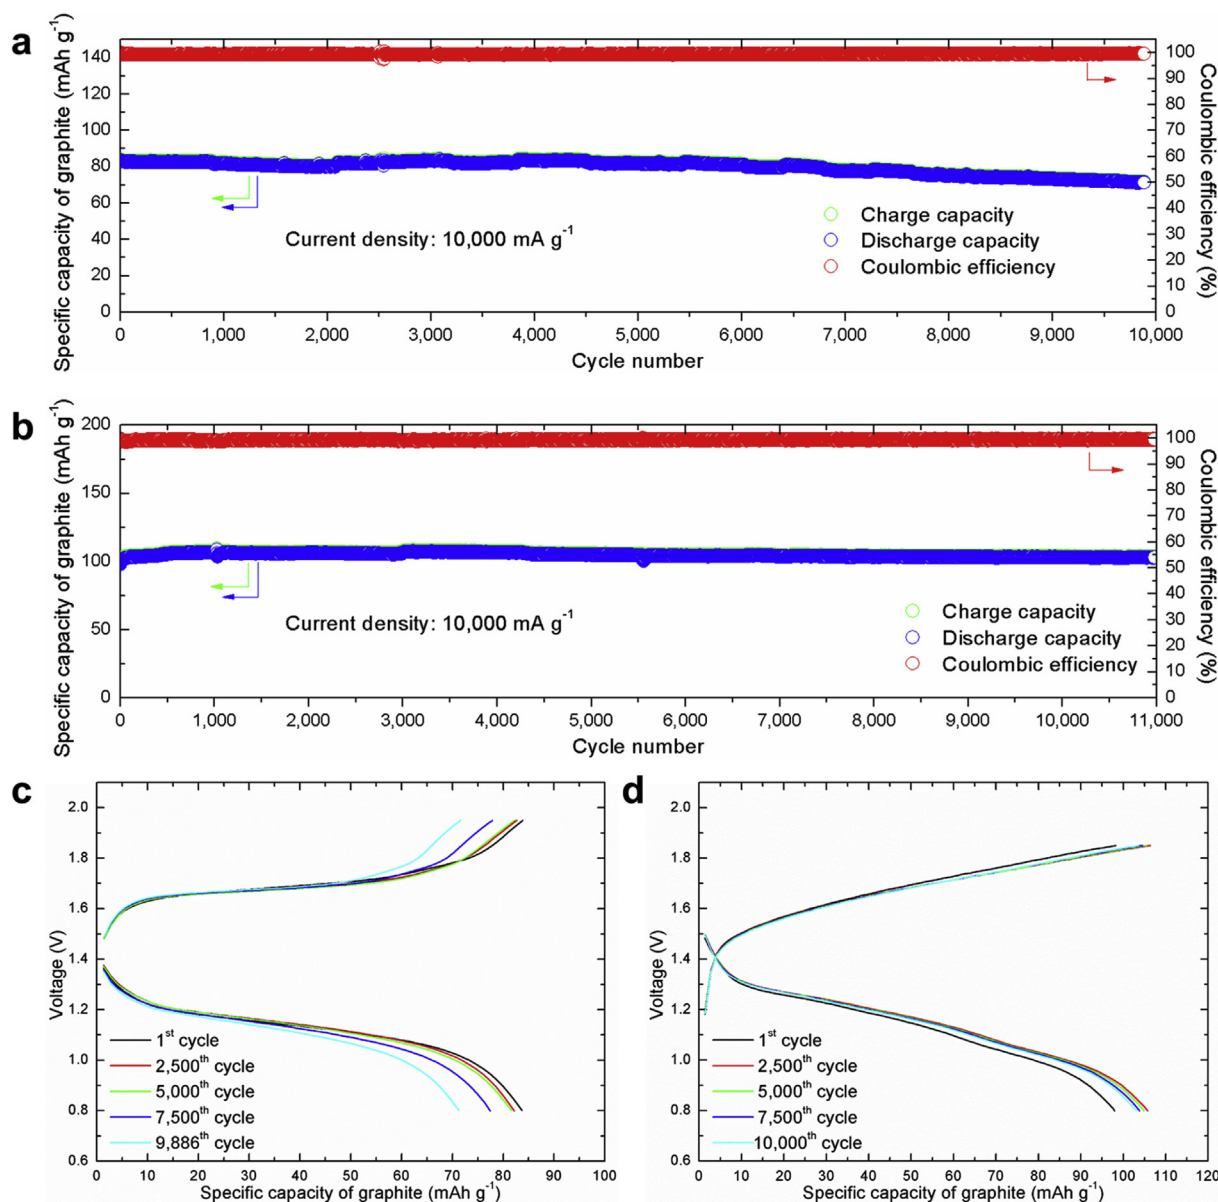 a
Specific capacity of graphite (mAh g⁻¹)
140
120
100
80
60
40
20
0
100
90
80
70
60
50
40
30
20
10
0
Coulombic efficiency (%)
Current density: 10,000 mA g⁻¹
Charge capacity
Discharge capacity
Coulombic efficiency
0 1,000 2,000 3,000 4,000 5,000 6,000 7,000 8,000 9,000 10,000
Cycle number
b
Specific capacity of graphite (mAh g⁻¹)
200
150
100
50
0
100
90
80
70
60
50
40
30
20
10
0
Coulombic efficiency (%)
Current density: 10,000 mA g⁻¹
Charge capacity
Discharge capacity
Coulombic efficiency
0 1,000 2,000 3,000 4,000 5,000 6,000 7,000 8,000 9,000 10,000 11,000
Cycle number
c
Voltage (V)
2.0
1.8
1.6
1.4
1.2
1.0
0.8
0.6
1ˢᵗ cycle
2,500ᵗʰ cycle
5,000ᵗʰ cycle
7,500ᵗʰ cycle
9,886ᵗʰ cycle
0 10 20 30 40 50 60 70 80 90 100
Specific capacity of graphite (mAh g⁻¹)
d
Voltage (V)
2.0
1.8
1.6
1.4
1.2
1.0
0.8
0.6
1ˢᵗ cycle
2,500ᵗʰ cycle
5,000ᵗʰ cycle
7,500ᵗʰ cycle
10,000ᵗʰ cycle
0 10 20 30 40 50 60 70 80 90 100 110 120
Specific capacity of graphite (mAh g⁻¹)